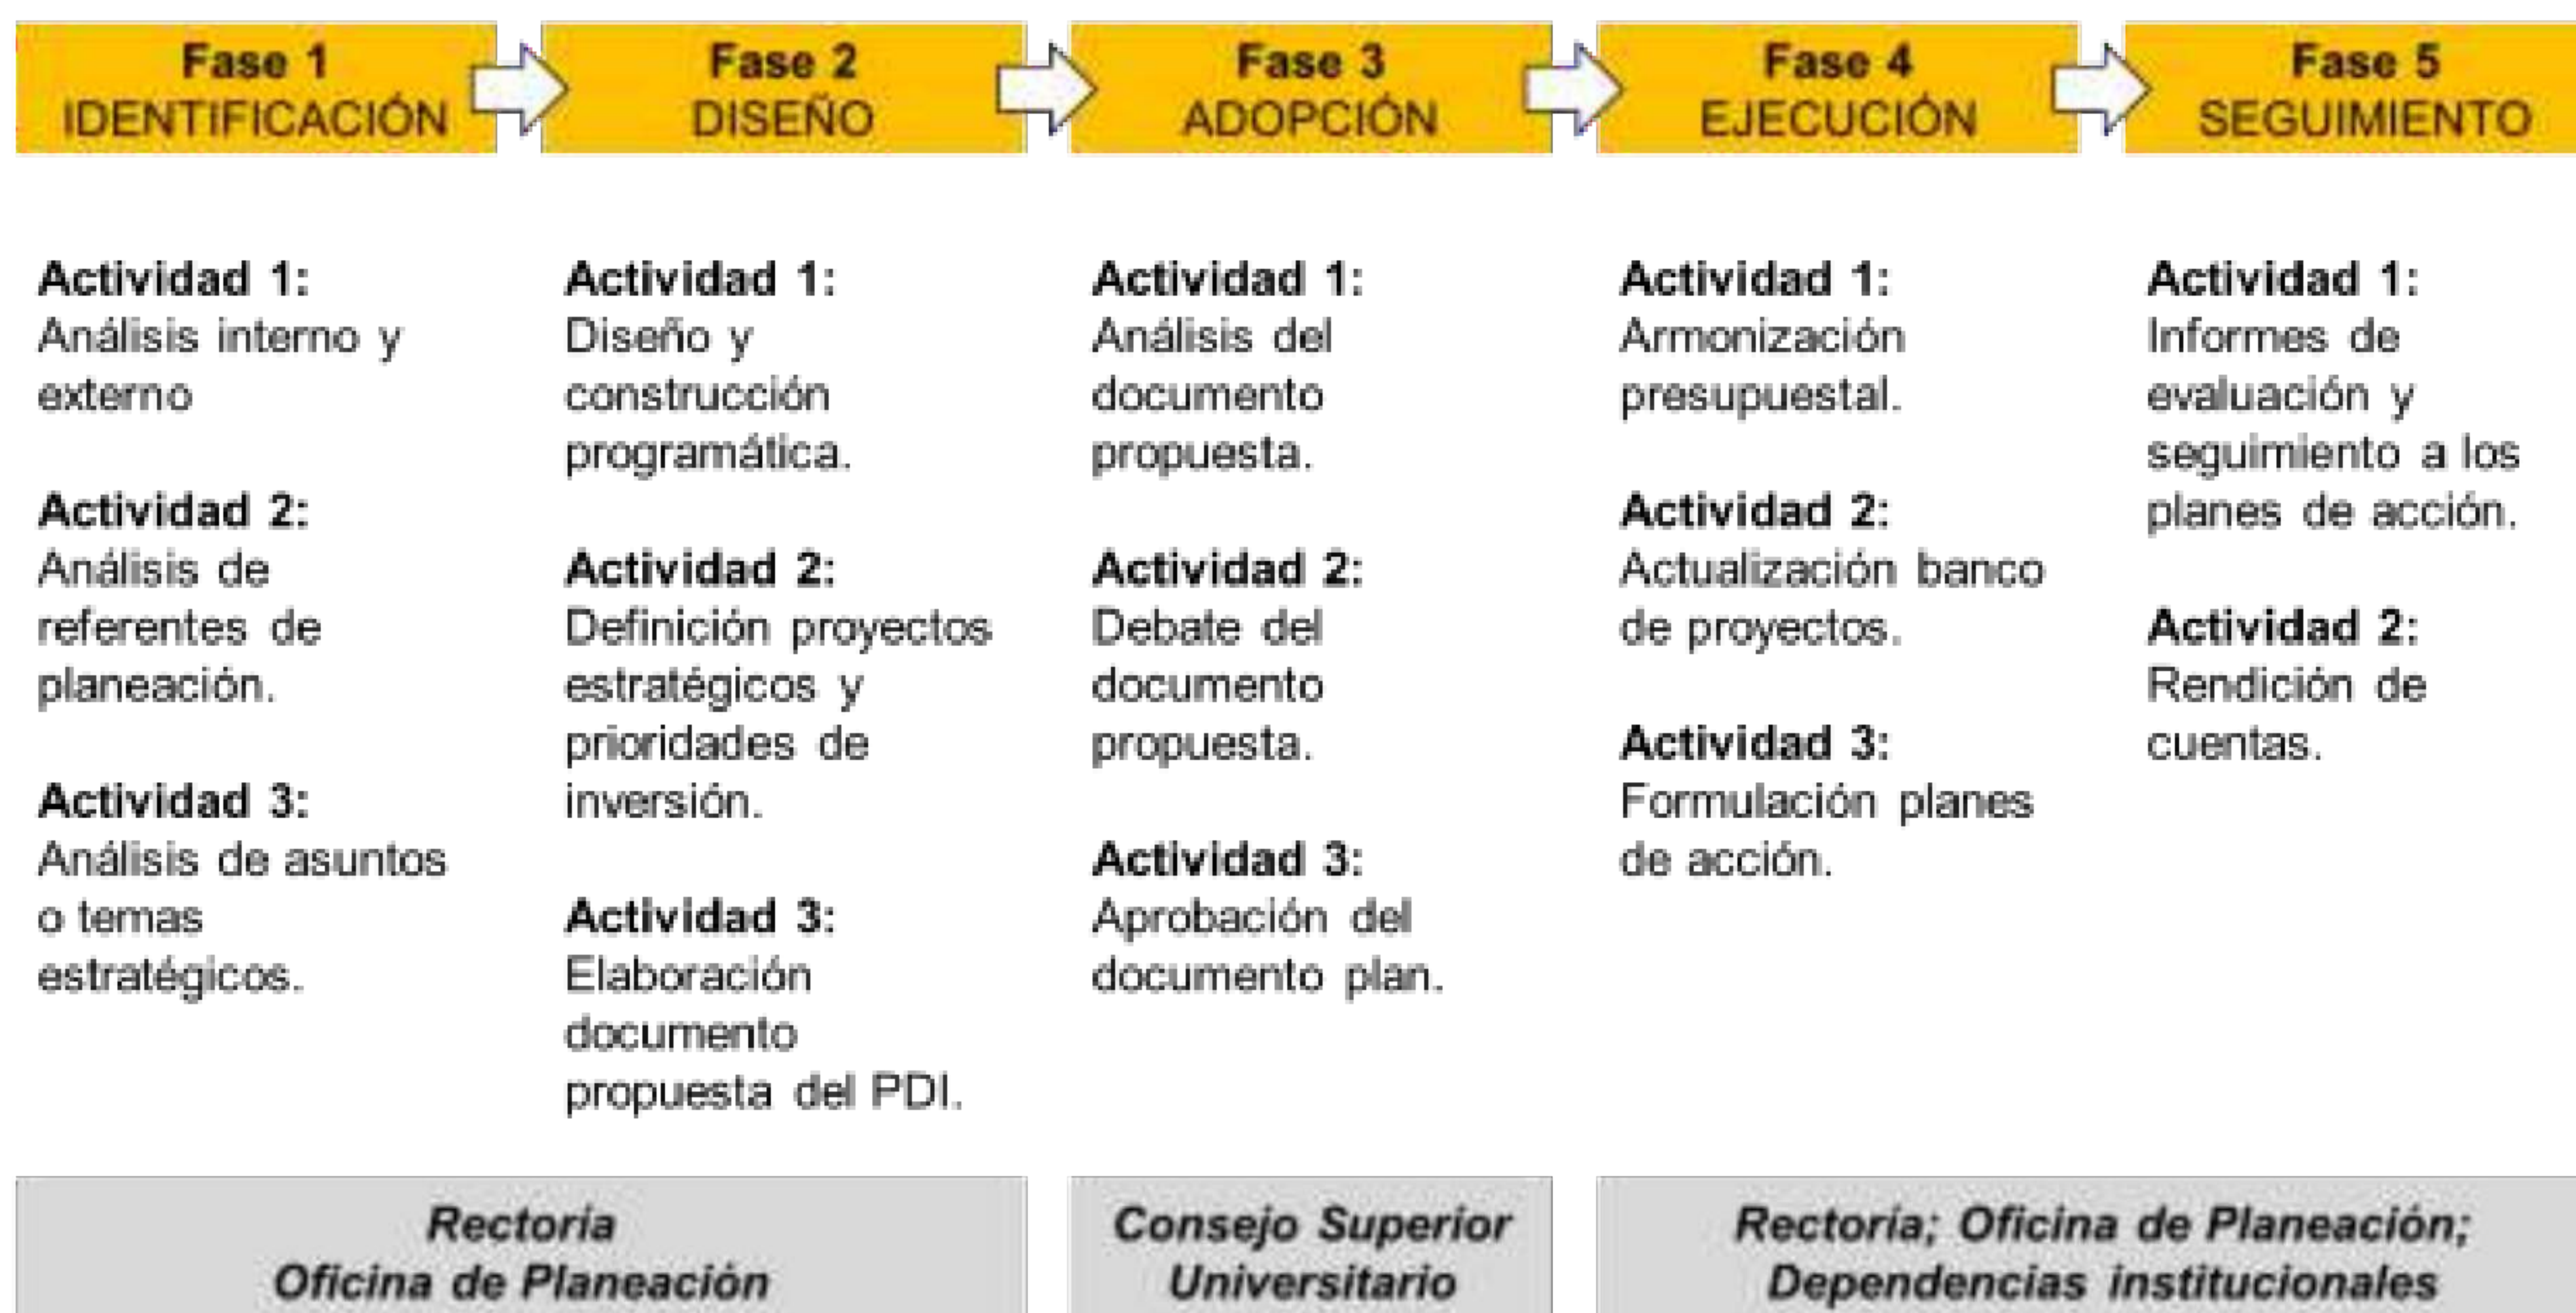 Fase 1
IDENTIFICACIÓN
Fase 2
DISEÑO
Fase 3
ADOPCIÓN
Fase 4
EJECUCIÓN
Fase 5
SEGUIMIENTO
Actividad 1:
Análisis interno y
externo
Actividad 2:
Análisis de
referentes de
planeación.
Actividad 3:
Análisis de asuntos
o temas
estratégicos.
Actividad 1:
Diseño y
construcción
programática.
Actividad 2:
Definición proyectos
estratégicos y
prioridades de
inversión.
Actividad 3:
Elaboración
documento
propuesta del PDI.
Actividad 1:
Análisis del
documento
propuesta.
Actividad 2:
Debate del
documento
propuesta.
Actividad 3:
Aprobación del
documento plan.
Actividad 1:
Armonización
presupuestal.
Actividad 2:
Actualización banco
de proyectos.
Actividad 3:
Formulación planes
de acción.
Actividad 1:
Informes de
evaluación y
seguimiento a los
planes de acción.
Actividad 2:
Rendición de
cuentas.
Rectoría
Oficina de Planeación
Consejo Superior
Universitario
Rectoría; Oficina de Planeación;
Dependencias institucionales